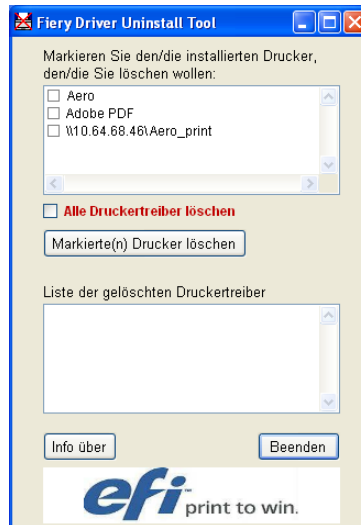 Fiery Driver Uninstall Tool
Markieren Sie den/die installierten Drucker,
den/die Sie löschen wollen:
Aero
Adobe PDF
\\10.64.68.46\Aero_print
Alle Druckertreiber löschen
Markierte(n) Drucker löschen
Liste der gelöschten Druckertreiber
Info über
Beenden
efi™ print to win.